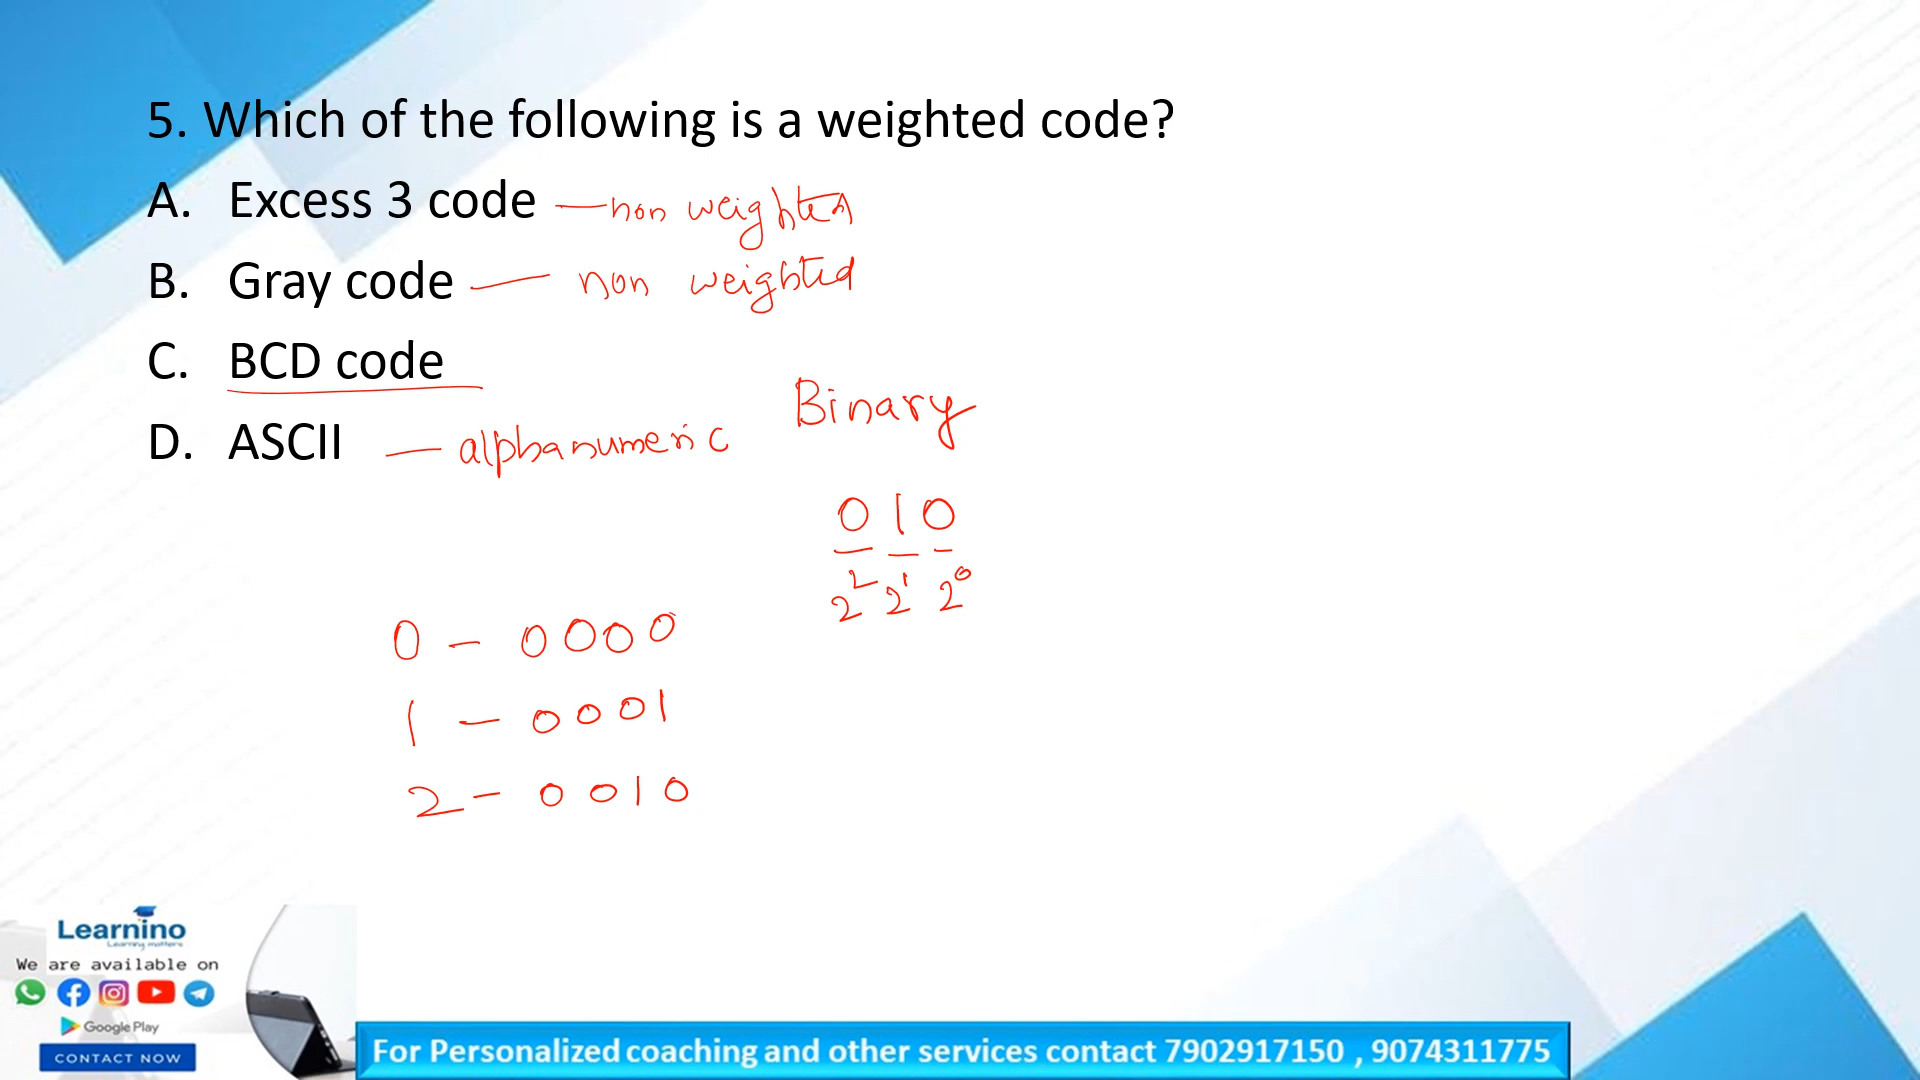 5. Which of the following is a weighted code?
A. Excess 3 code — non weighted
B. Gray code — non weighted
C. BCD code
Binary
D. ASCII — alphanumeric
0 1 0
2² 2¹ 2⁰
0 - 0000
1 - 0001
2 - 0010
Learnino
Learning matters
We are available on
Google Play
CONTACT NOW
For Personalized coaching and other services contact 7902917150 , 9074311775